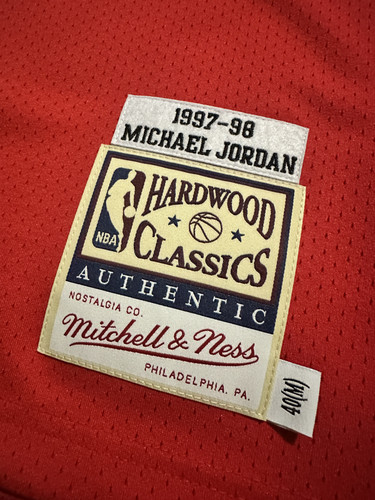 1997-98
MICHAEL JORDAN
NBA
HARDWOOD
CLASSICS
AUTHENTIC
NOSTALGIA CO.
Mitchell & Ness
PHILADELPHIA, PA.
40(M)